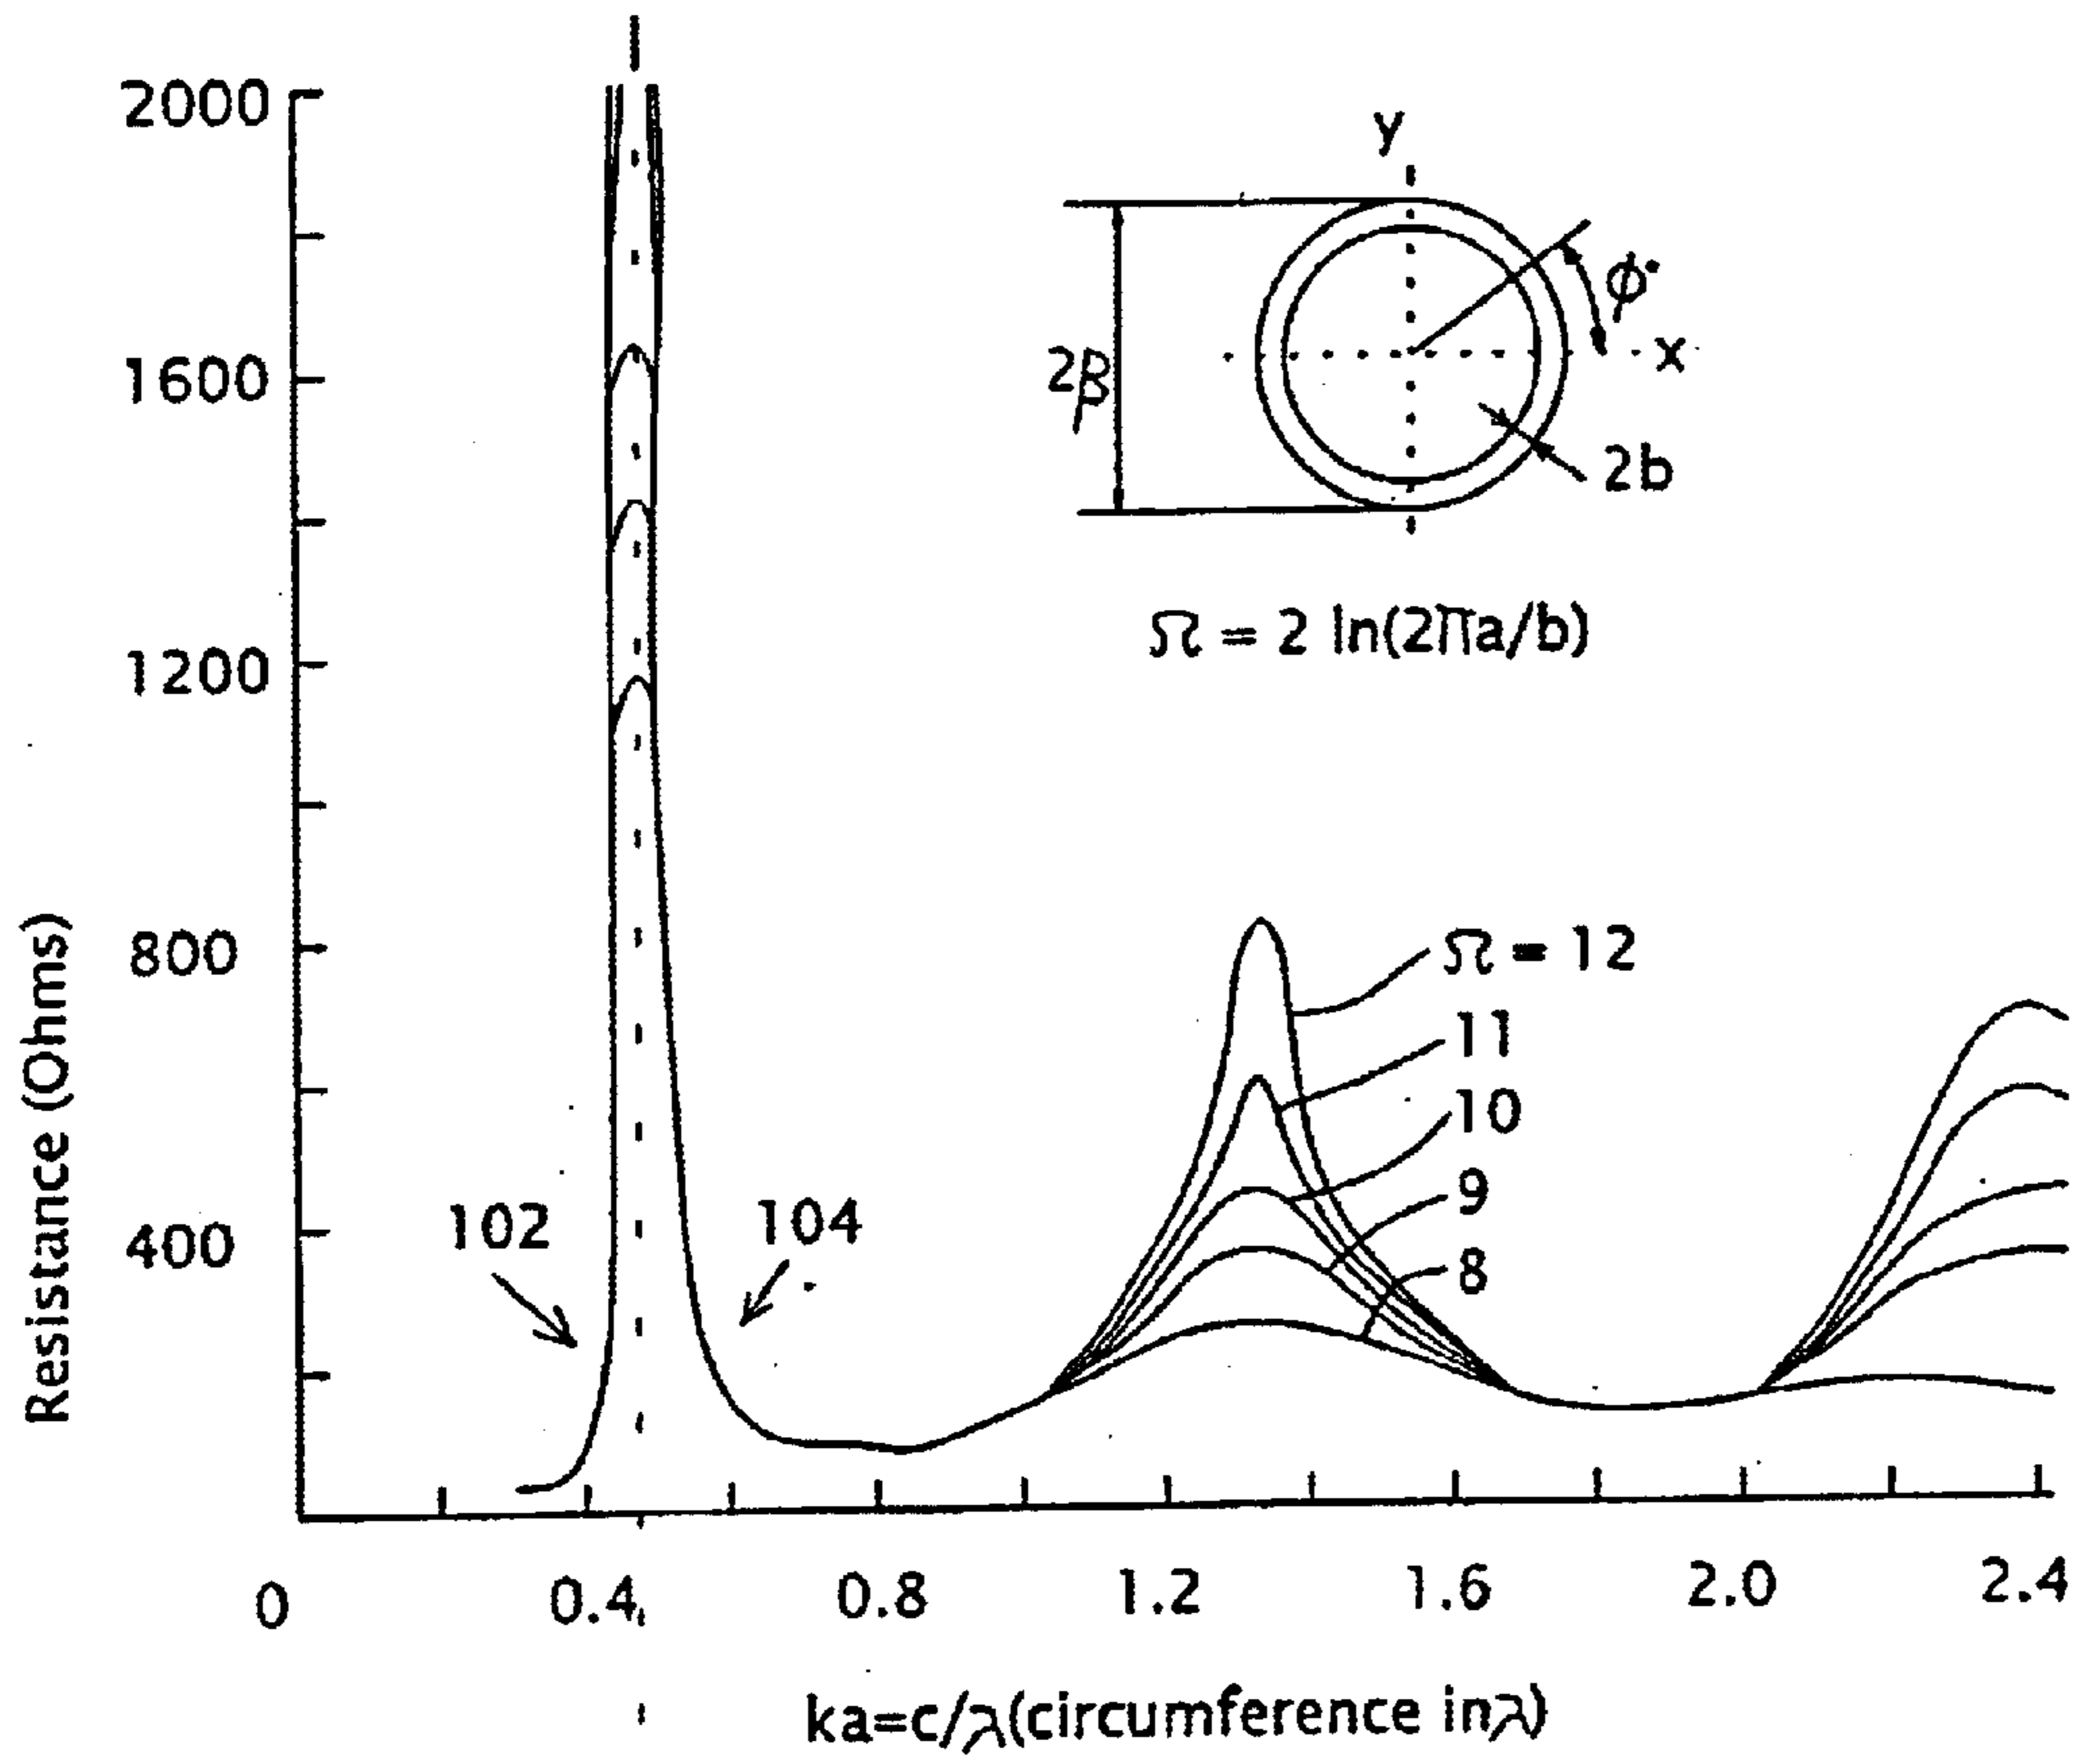 2000
1600
1200
800
400
Resistance (Ohms)
102
104
y
ϕ°
x
2β
2b
Ω = 2 ln(2πa/b)
Ω = 12
11
10
9
8
0
0.4
0.8
1.2
1.6
2.0
2.4
ka=c/λ(circumference inλ)